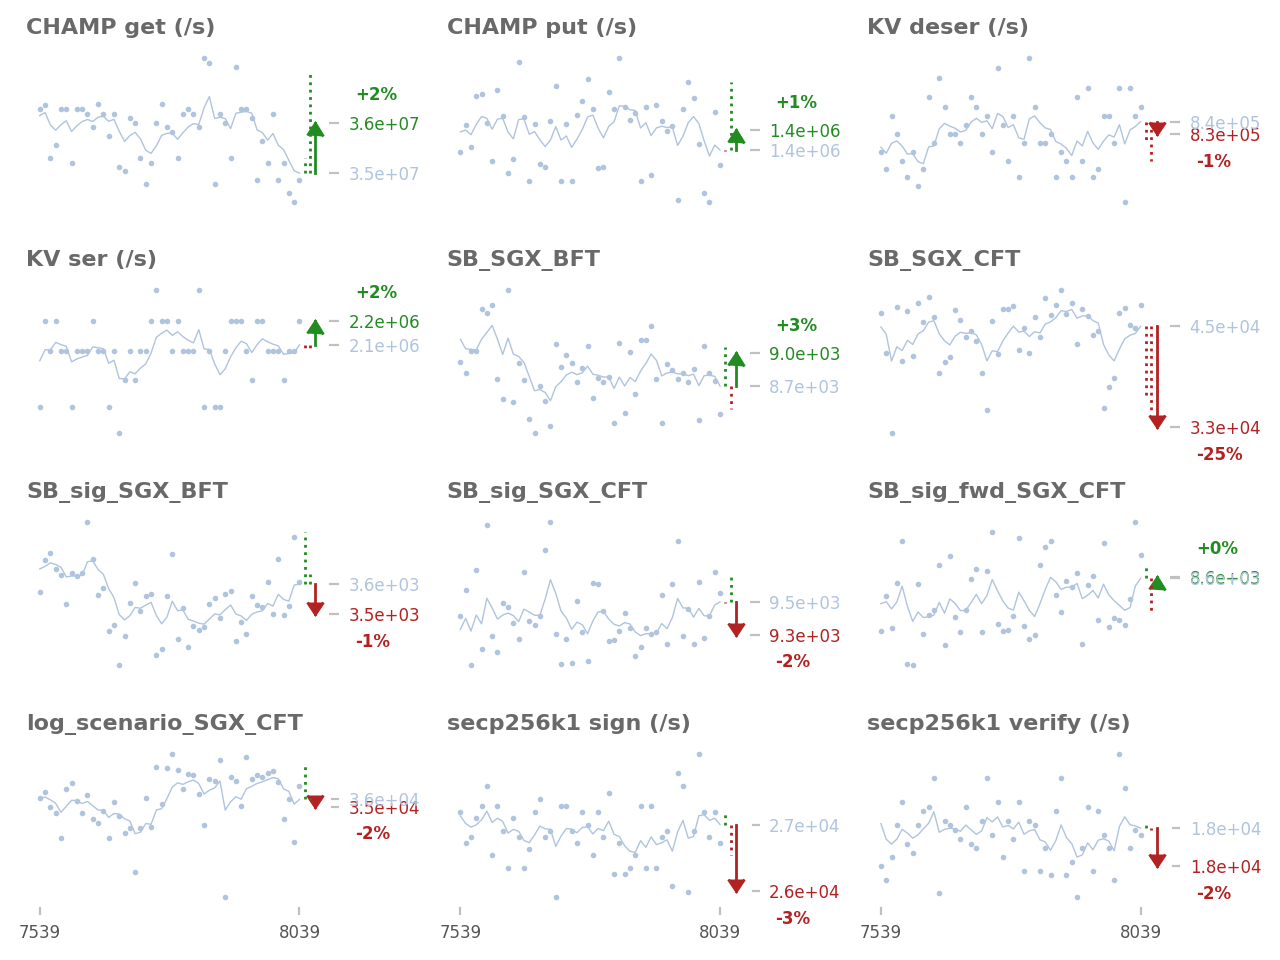 CHAMP get (/s)
+2%
3.6e+07
3.5e+07
CHAMP put (/s)
+1%
1.4e+06
1.4e+06
KV deser (/s)
8.4e+05
8.3e+05
-1%
KV ser (/s)
+2%
2.2e+06
2.1e+06
SB_SGX_BFT
+3%
9.0e+03
8.7e+03
SB_SGX_CFT
4.5e+04
3.3e+04
-25%
SB_sig_SGX_BFT
3.6e+03
3.5e+03
-1%
SB_sig_SGX_CFT
9.5e+03
9.3e+03
-2%
SB_sig_fwd_SGX_CFT
+0%
8.6e+03
log_scenario_SGX_CFT
3.6e+04
3.5e+04
-2%
7539
8039
secp256k1 sign (/s)
2.7e+04
2.6e+04
-3%
7539
8039
secp256k1 verify (/s)
1.8e+04
1.8e+04
-2%
7539
8039